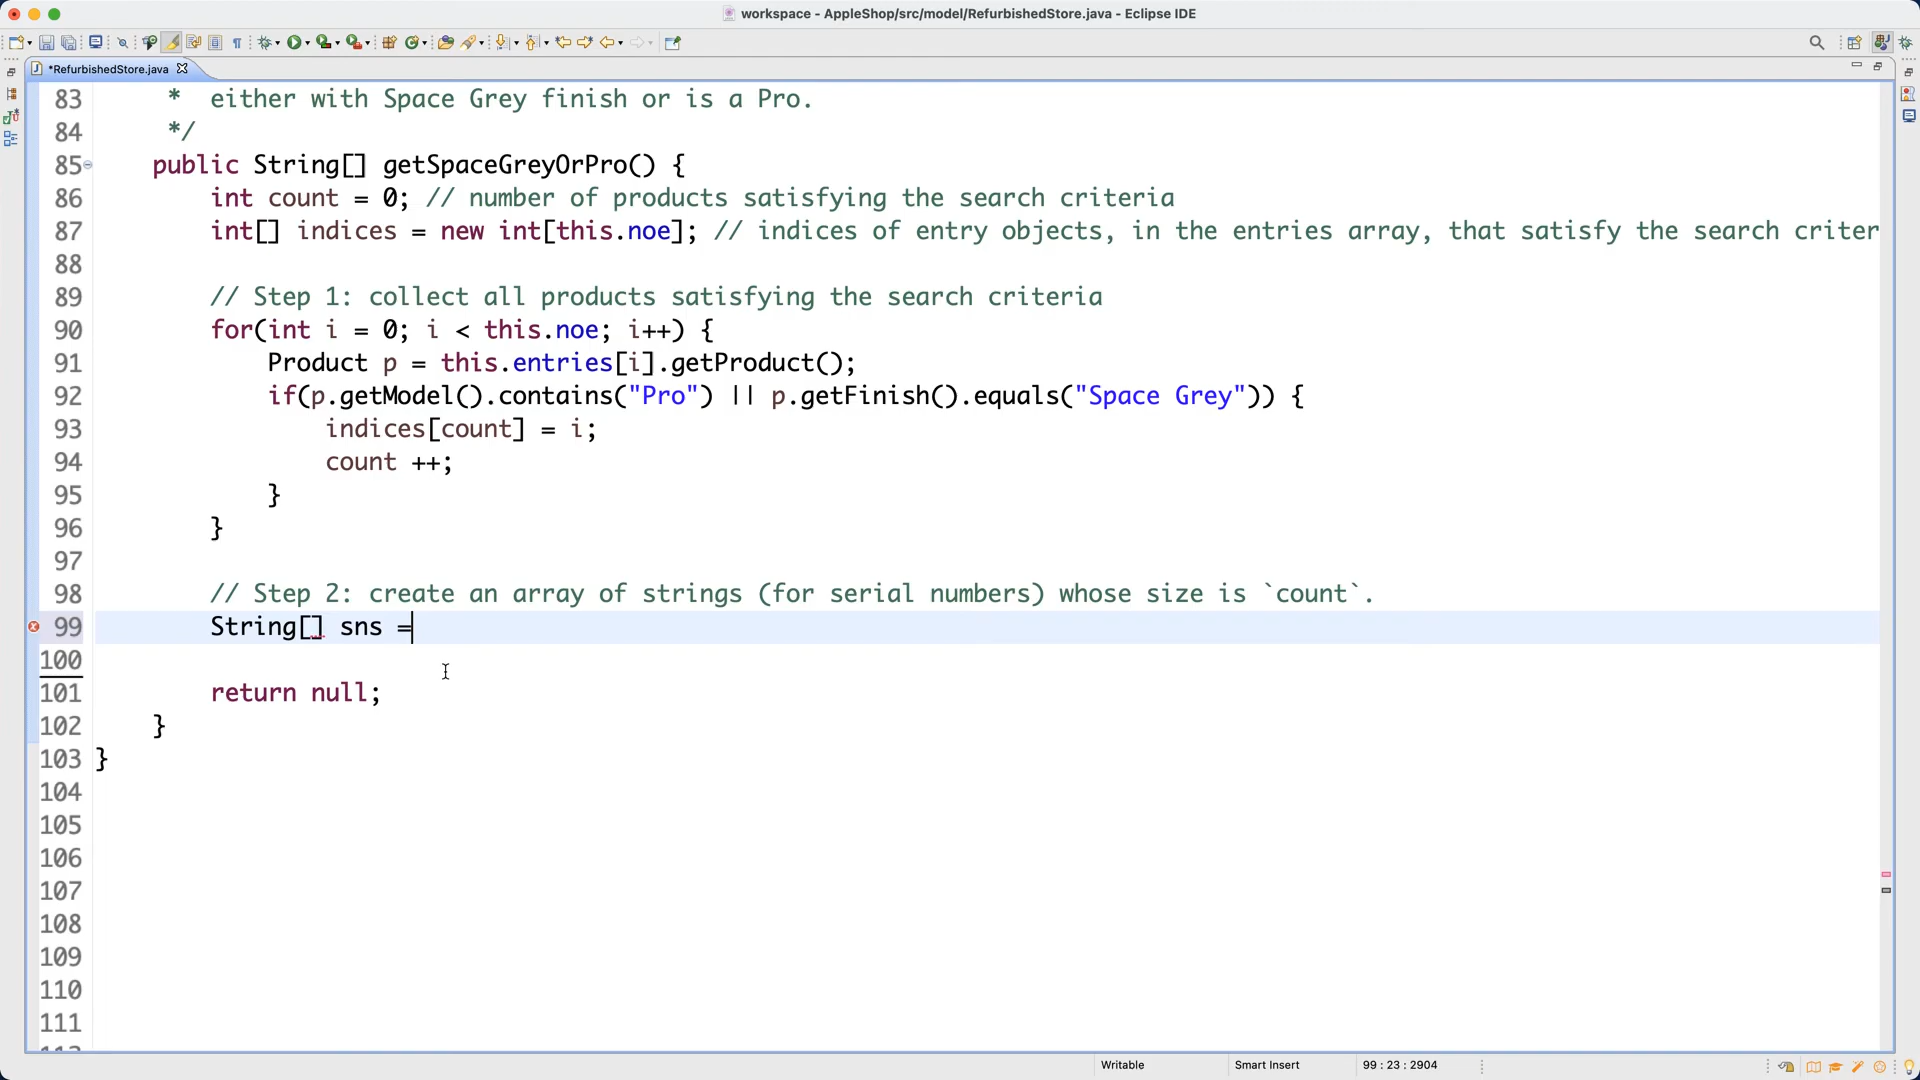 workspace - AppleShop/src/model/RefurbishedStore.java - Eclipse IDE
*RefurbishedStore.java
83 * either with Space Grey finish or is a Pro.
84 */
85 public String[] getSpaceGreyOrPro() {
86 int count = 0; // number of products satisfying the search criteria
87 int[] indices = new int[this.noe]; // indices of entry objects, in the entries array, that satisfy the search criter
88
89 // Step 1: collect all products satisfying the search criteria
90 for(int i = 0; i < this.noe; i++) {
91 Product p = this.entries[i].getProduct();
92 if(p.getModel().contains("Pro") || p.getFinish().equals("Space Grey")) {
93 indices[count] = i;
94 count ++;
95 }
96 }
97
98 // Step 2: create an array of strings (for serial numbers) whose size is `count`.
99 String[] sns =
100
101 return null;
102 }
103 }
104
105
106
107
108
109
110
111
Writable
Smart Insert
99 : 23 : 2904